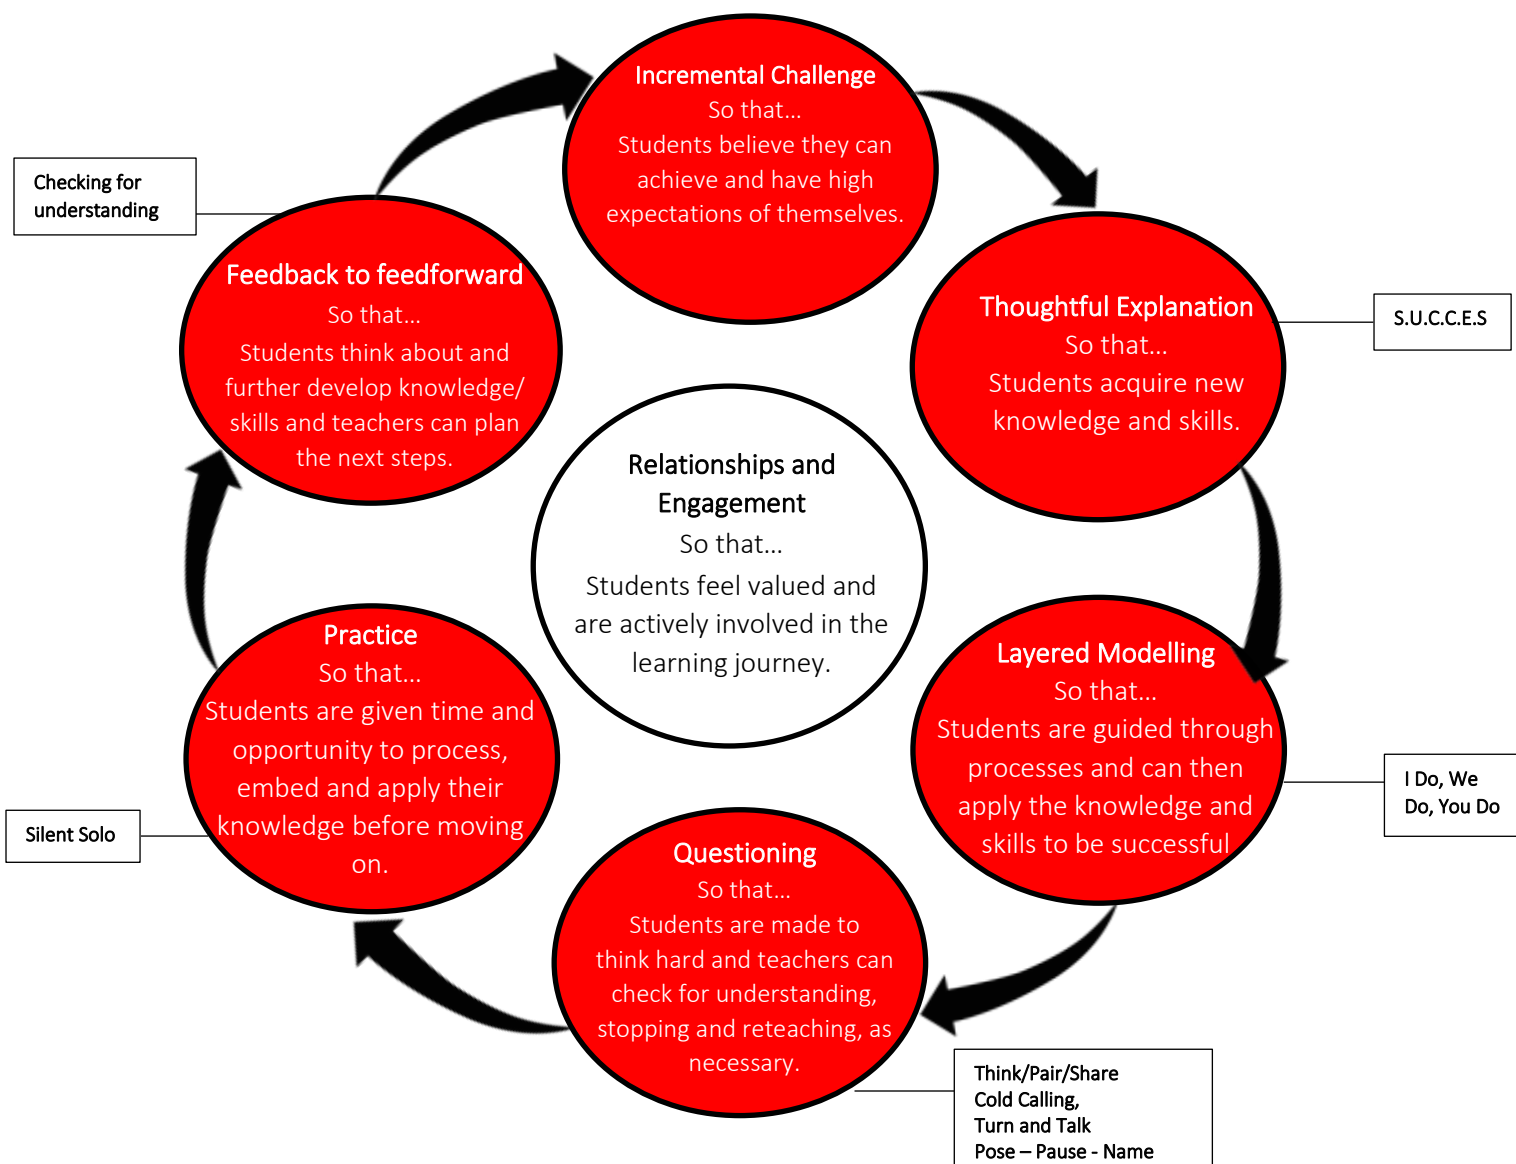 Incremental Challenge
So that...
Students believe they can
achieve and have high
expectations of themselves.
Thoughtful Explanation
So that...
Students acquire new
knowledge and skills.
S.U.C.C.E.S
Layered Modelling
So that...
Students are guided through
processes and can then
apply the knowledge and
skills to be successful
I Do, We
Do, You Do
Questioning
So that...
Students are made to
think hard and teachers can
check for understanding,
stopping and reteaching, as
necessary.
Think/Pair/Share
Cold Calling,
Turn and Talk
Pose – Pause - Name
Practice
So that...
Students are given time and
opportunity to process,
embed and apply their
knowledge before moving
on.
Silent Solo
Feedback to feedforward
So that...
Students think about and
further develop knowledge/
skills and teachers can plan
the next steps.
Checking for
understanding
Relationships and
Engagement
So that...
Students feel valued and
are actively involved in the
learning journey.